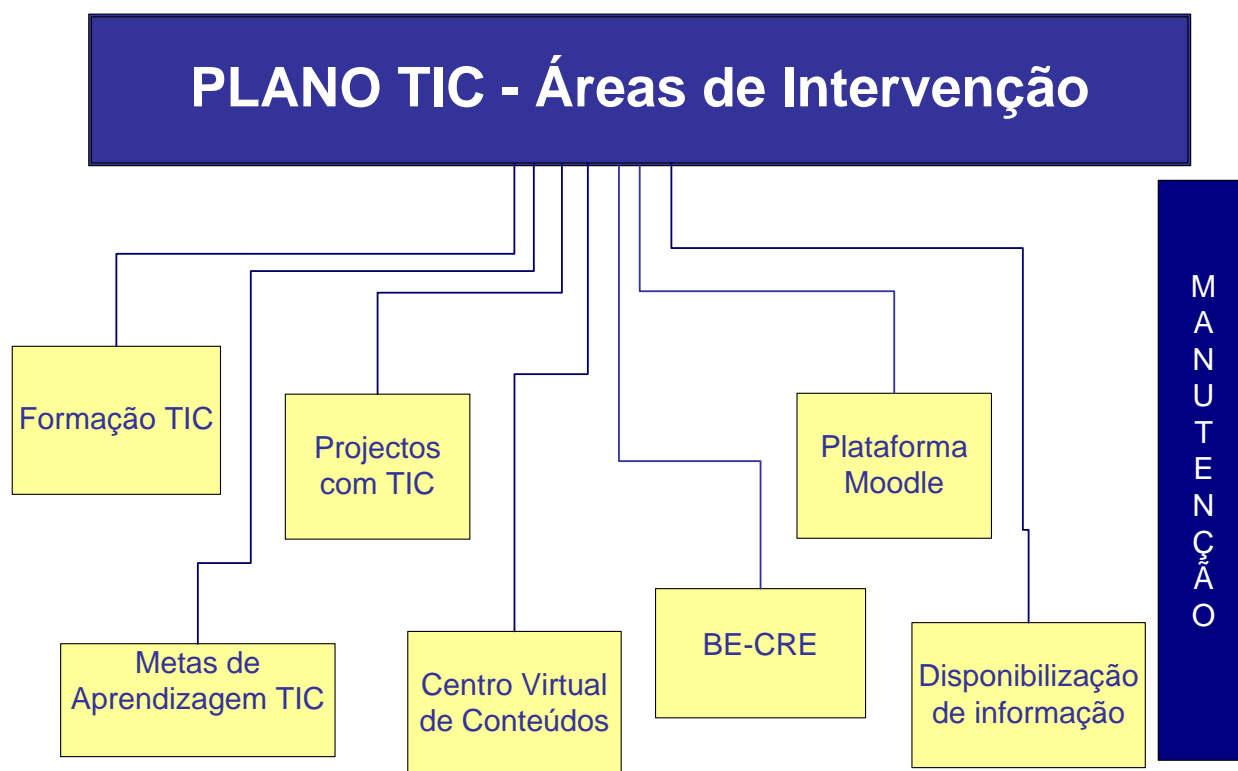 PLANO TIC - Áreas de Intervenção
Formação TIC
Projectos
com TIC
Plataforma
Moodle
Metas de
Aprendizagem TIC
Centro Virtual
de Conteúdos
BE-CRE
Disponibilização
de informação
M
A
N
U
T
E
N
Ç
Ã
O